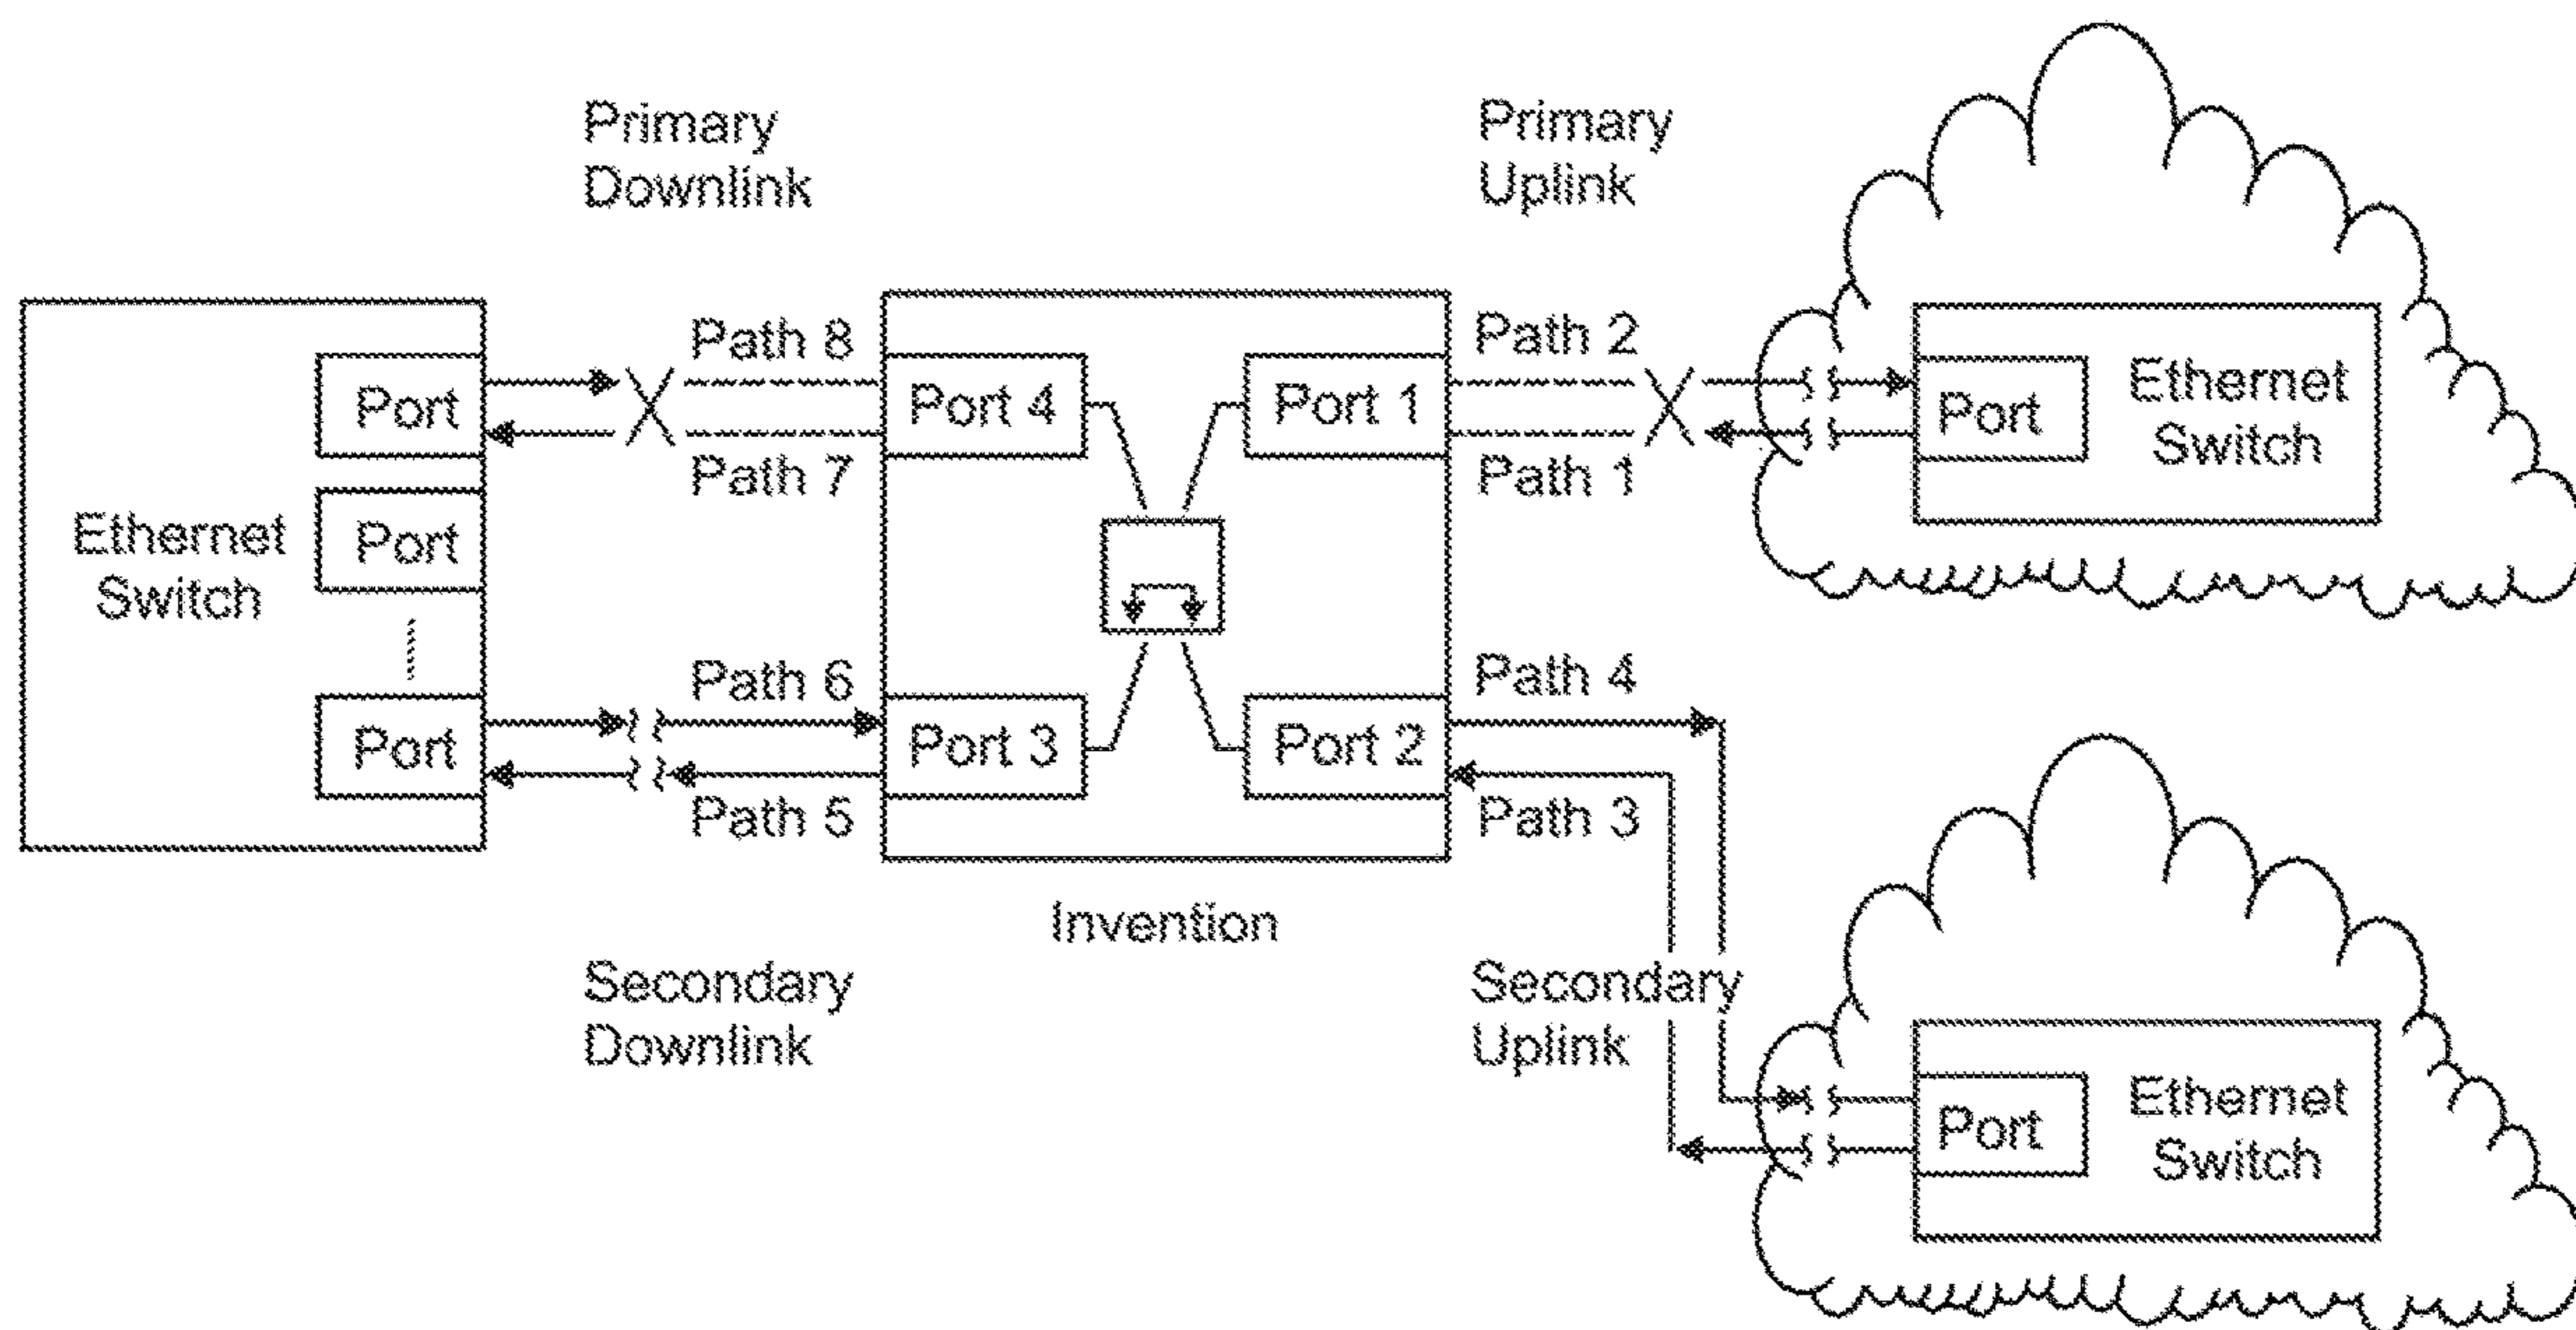 Primary
Downlink
Primary
Uplink
Path 8
Path 2
Port
Port 4
Port 1
Port
Ethernet
Switch
Path 7
Path 1
Ethernet
Switch
Port
Path 6
Path 4
Port
Port 3
Port 2
Path 5
Path 3
Invention
Secondary
Downlink
Secondary
Uplink
Port
Ethernet
Switch